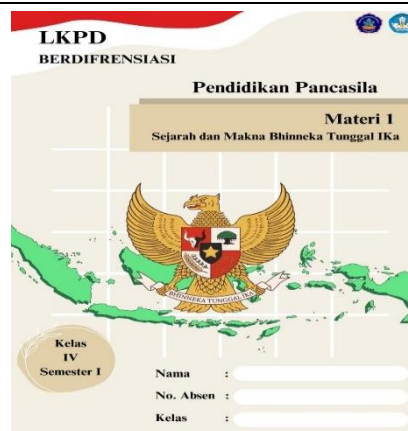 LKPD
BERDIFRENSIASI
Pendidikan Pancasila
Materi 1
Sejarah dan Makna Bhinneka Tunggal IKa
BHINNEKA TUNGGAL IKA
Kelas
IV
Semester I
Nama :
No. Absen :
Kelas :